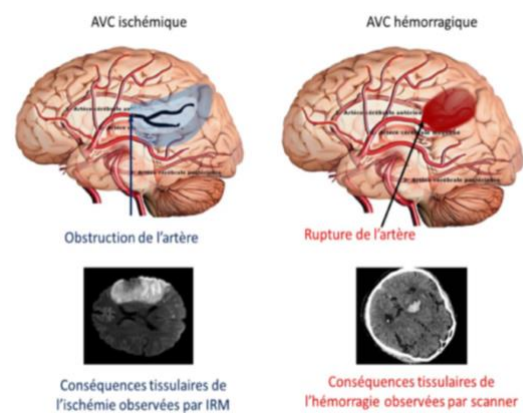 AVC ischémique
AVC hémorragique
Obstruction de l'artère
Rupture de l'artère
Conséquences tissulaires de
l'ischémie observées par IRM
Conséquences tissulaires de
l'hémorragie observées par scanner